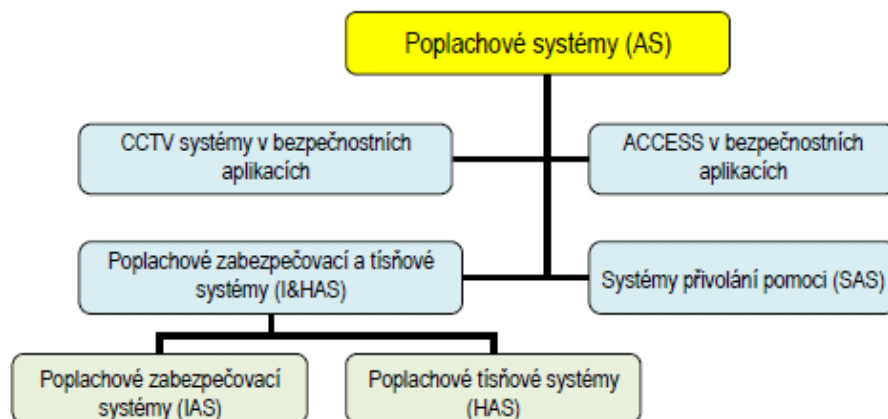 Poplachové systémy (AS)
CCTV systémy v bezpečnostních
aplikacích
ACCESS v bezpečnostních
aplikacích
Poplachové zabezpečovací a tísňové
systémy (I&HAS)
Systémy přivolání pomoci (SAS)
Poplachové zabezpečovací
systémy (IAS)
Poplachové tísňové systémy
(HAS)